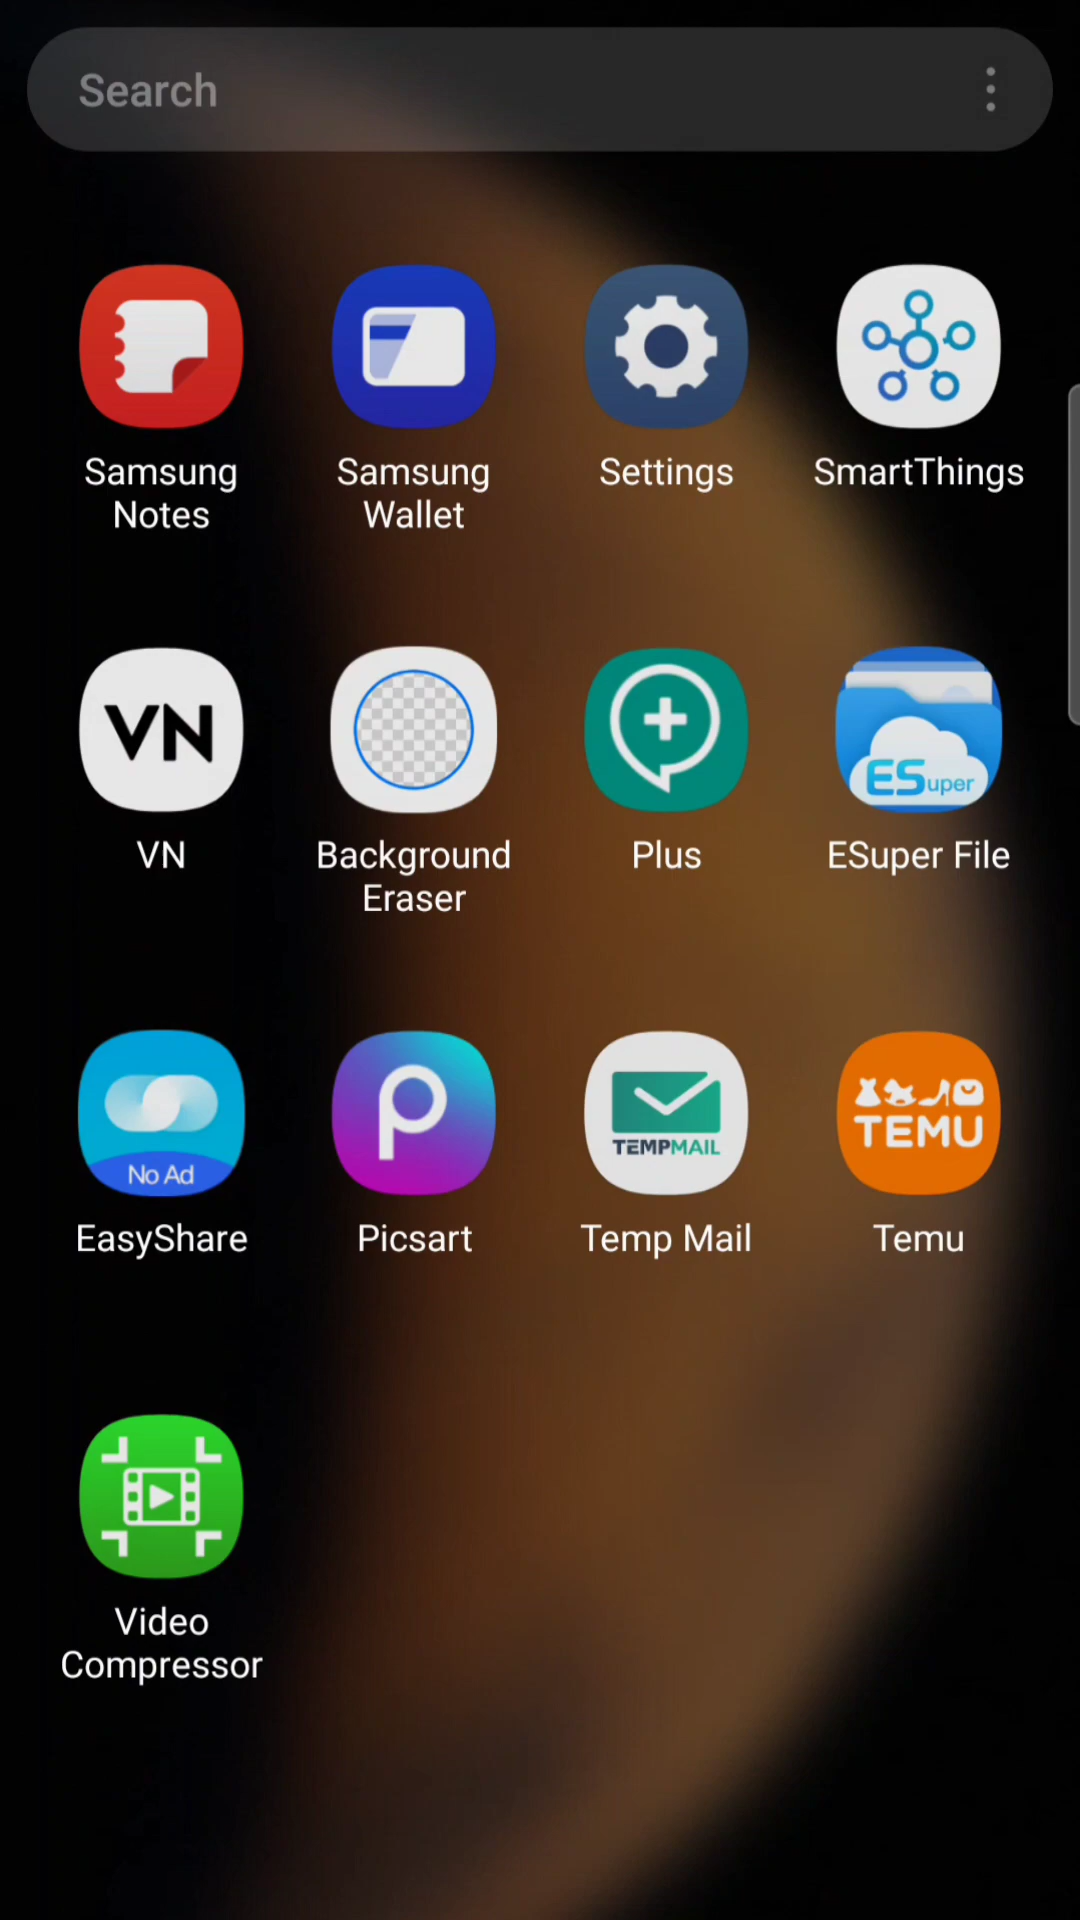 Search
Samsung
Notes
Samsung
Wallet
Settings
SmartThings
VN
VN
Background
Eraser
Plus
ESuper
ESuper File
No Ad
EasyShare
Picsart
TEMPMAIL
Temp Mail
TEMU
Temu
Video
Compressor